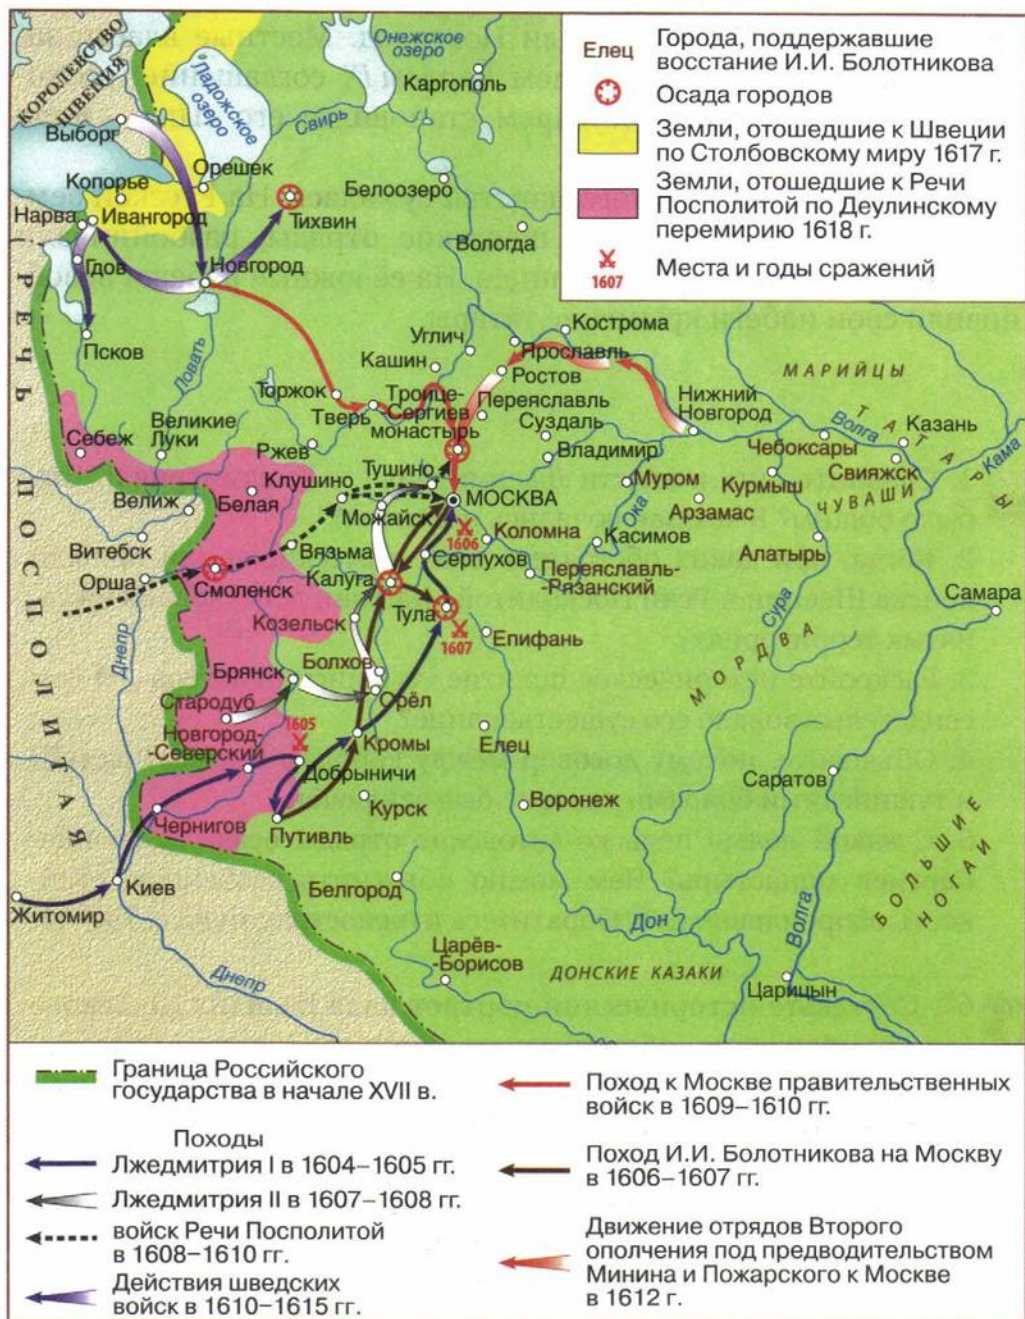 КОРОЛЕВСТВО
ШВЕЦИЯ
Ладожское
озеро
Онежское
озеро
Каргополь
Свирь
Выборг
Орешек
Копорье
Нарва
Ивангород
Тихвин
Белоозеро
Вологда
Гдов
Новгород
Псков
Ловать
Углич
Кострома
Ярославль
Кашин
Ростов
Торжок
Троице-
Сергиев
монастырь
Тверь
Переяславль
Суздаль
Нижний
Новгород
МАРИЙЦЫ
ТАТАРЫ
Волга
Казань
Кама
Чебоксары
Свияжск
ЧУВАШИ
Великие
Луки
Себеж
Ржев
Владимир
Клушино
Тушино
Муром
Курмыш
Велиж
Белая
МОСКВА
Можайск
Ока
Арзамас
1606
Коломна
Касимов
Алатырь
Витебск
Вязьма
Серпухов
Орша
Смоленск
Калуга
Переяславль-
Рязанский
Самара
Сура
Тула
Козельск
1607
Епифань
МОРДВА
Днепр
Брянск
Болхов
Орёл
Стародуб
1605
Новгород-
Северский
Кромы
Елец
Добрыничи
Саратов
Курск
Воронеж
Чернигов
Путивль
РЕЧЬ ПОСПОЛИТАЯ
Киев
Житомир
Белгород
БОЛЬШИЕ
НОГАИ
Дон
Волга
Царёв-
-Борисов
ДОНСКИЕ КАЗАКИ
Царицын
Днепр
Елец
Города, поддержавшие
восстание И.И. Болотникова
Осада городов
Земли, отошедшие к Швеции
по Столбовскому миру 1617 г.
Земли, отошедшие к Речи
Посполитой по Деулинскому
перемирию 1618 г.
1607
Места и годы сражений
Граница Российского
государства в начале XVII в.
Походы
Лжедмитрия I в 1604–1605 гг.
Лжедмитрия II в 1607–1608 гг.
войск Речи Посполитой
в 1608–1610 гг.
Действия шведских
войск в 1610–1615 гг.
Поход к Москве правительственных
войск в 1609–1610 гг.
Поход И.И. Болотникова на Москву
в 1606–1607 гг.
Движение отрядов Второго
ополчения под предводительством
Минина и Пожарского к Москве
в 1612 г.